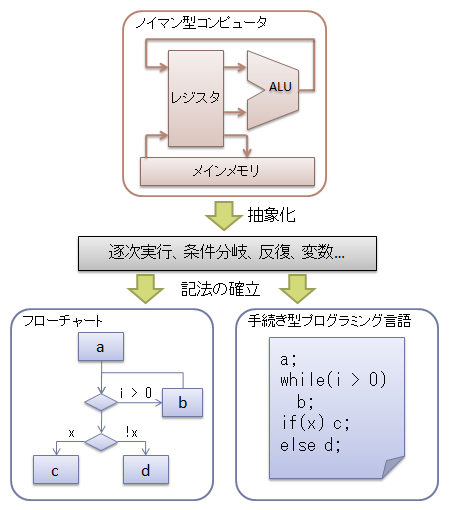 ノイマン型コンピュータ
レジスタ
ALU
メインメモリ
抽象化
逐次実行、条件分岐、反復、変数...
記法の確立
フローチャート
a
i > 0
b
x
!x
c
d
手続き型プログラミング言語
a;
while(i > 0)
b;
if(x) c;
else d;